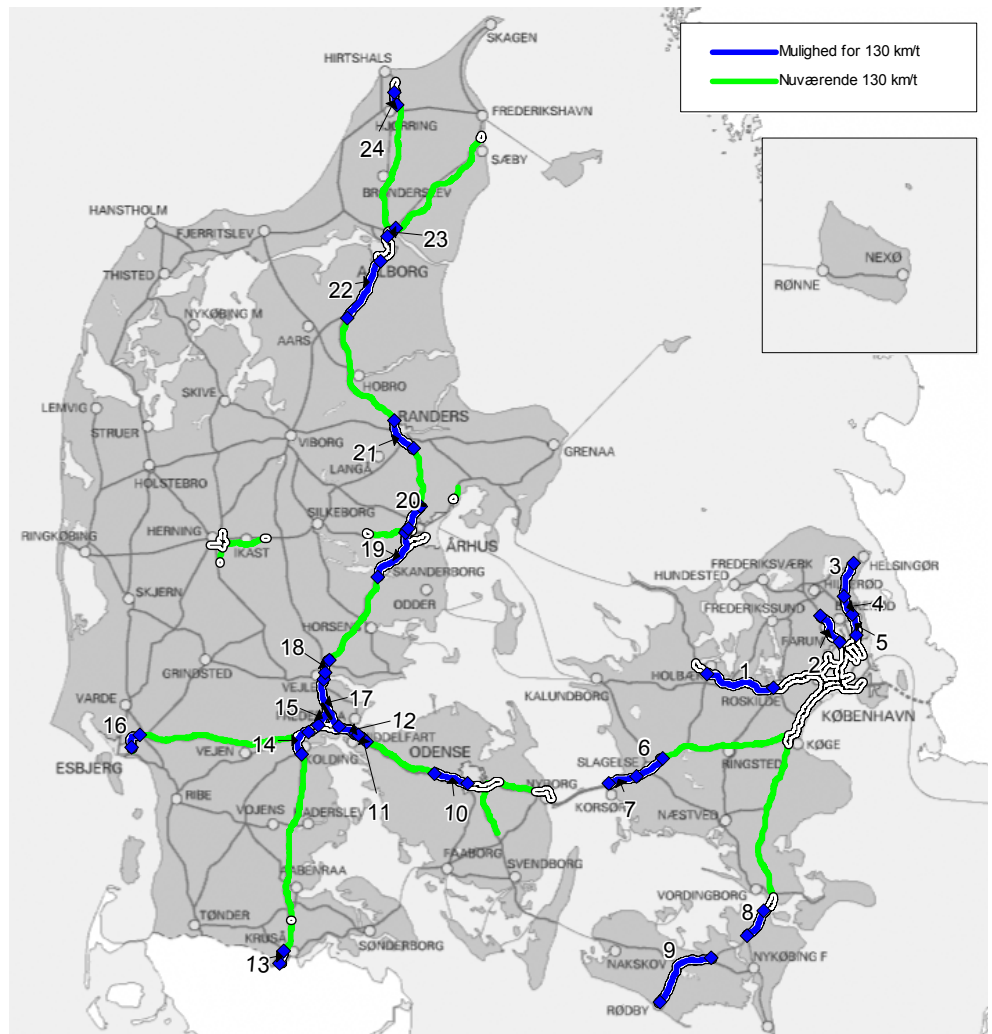 SKAGEN
HIRTSHALS
Mulighed for 130 km/t
Nuværende 130 km/t
FREDERIKSHAVN
HJØRRING
24
SÆBY
BRØNDERSLEV
HANSTHOLM
FJERRITSLEV
23
AALBORG
THISTED
22
NEXØ
RØNNE
NYKØBING M
AARS
HOBRO
SKIVE
LEMVIG
RANDERS
STRUER
VIBORG
21
GRENAA
LANGÅ
HOLSTEBRO
20
SILKEBORG
HERNING
RINGKØBING
IKAST
ÅRHUS
19
SKANDERBORG
ODDER
SKJERN
HORSENS
3
HELSINGØR
FREDERIKSVÆRK
HUNDESTED
HILLERØD
4
FREDERIKSSUND
FARUM
5
2
18
GRINDSTED
VEJLE
1
HOLBÆK
ROSKILDE
KALUNDBORG
KØBENHAVN
VARDE
17
15
16
12
14
MIDDELFART
ODENSE
KOLDING
VEJEN
ESBJERG
11
10
NYBORG
6
SLAGELSE
KØGE
RINGSTED
7
KORSØR
RIBE
VOJENS
HADERSLEV
NÆSTVED
FAABORG
SVENDBORG
AABENRAA
VORDINGBORG
8
TØNDER
KRUSÅ
SØNDERBORG
13
9
NAKSKOV
NYKØBING F
RØDBY